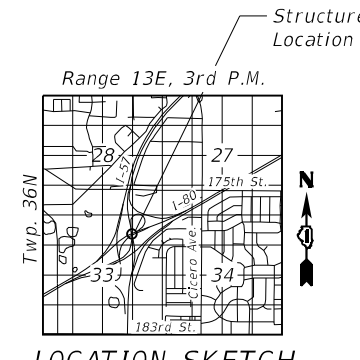 Structure
Location
Range 13E, 3rd P.M.
Twp. 36N
28
I-57
27
175th St.
I-80
N
33
Cicero Ave.
34
183rd St.
LOCATION SKETCH